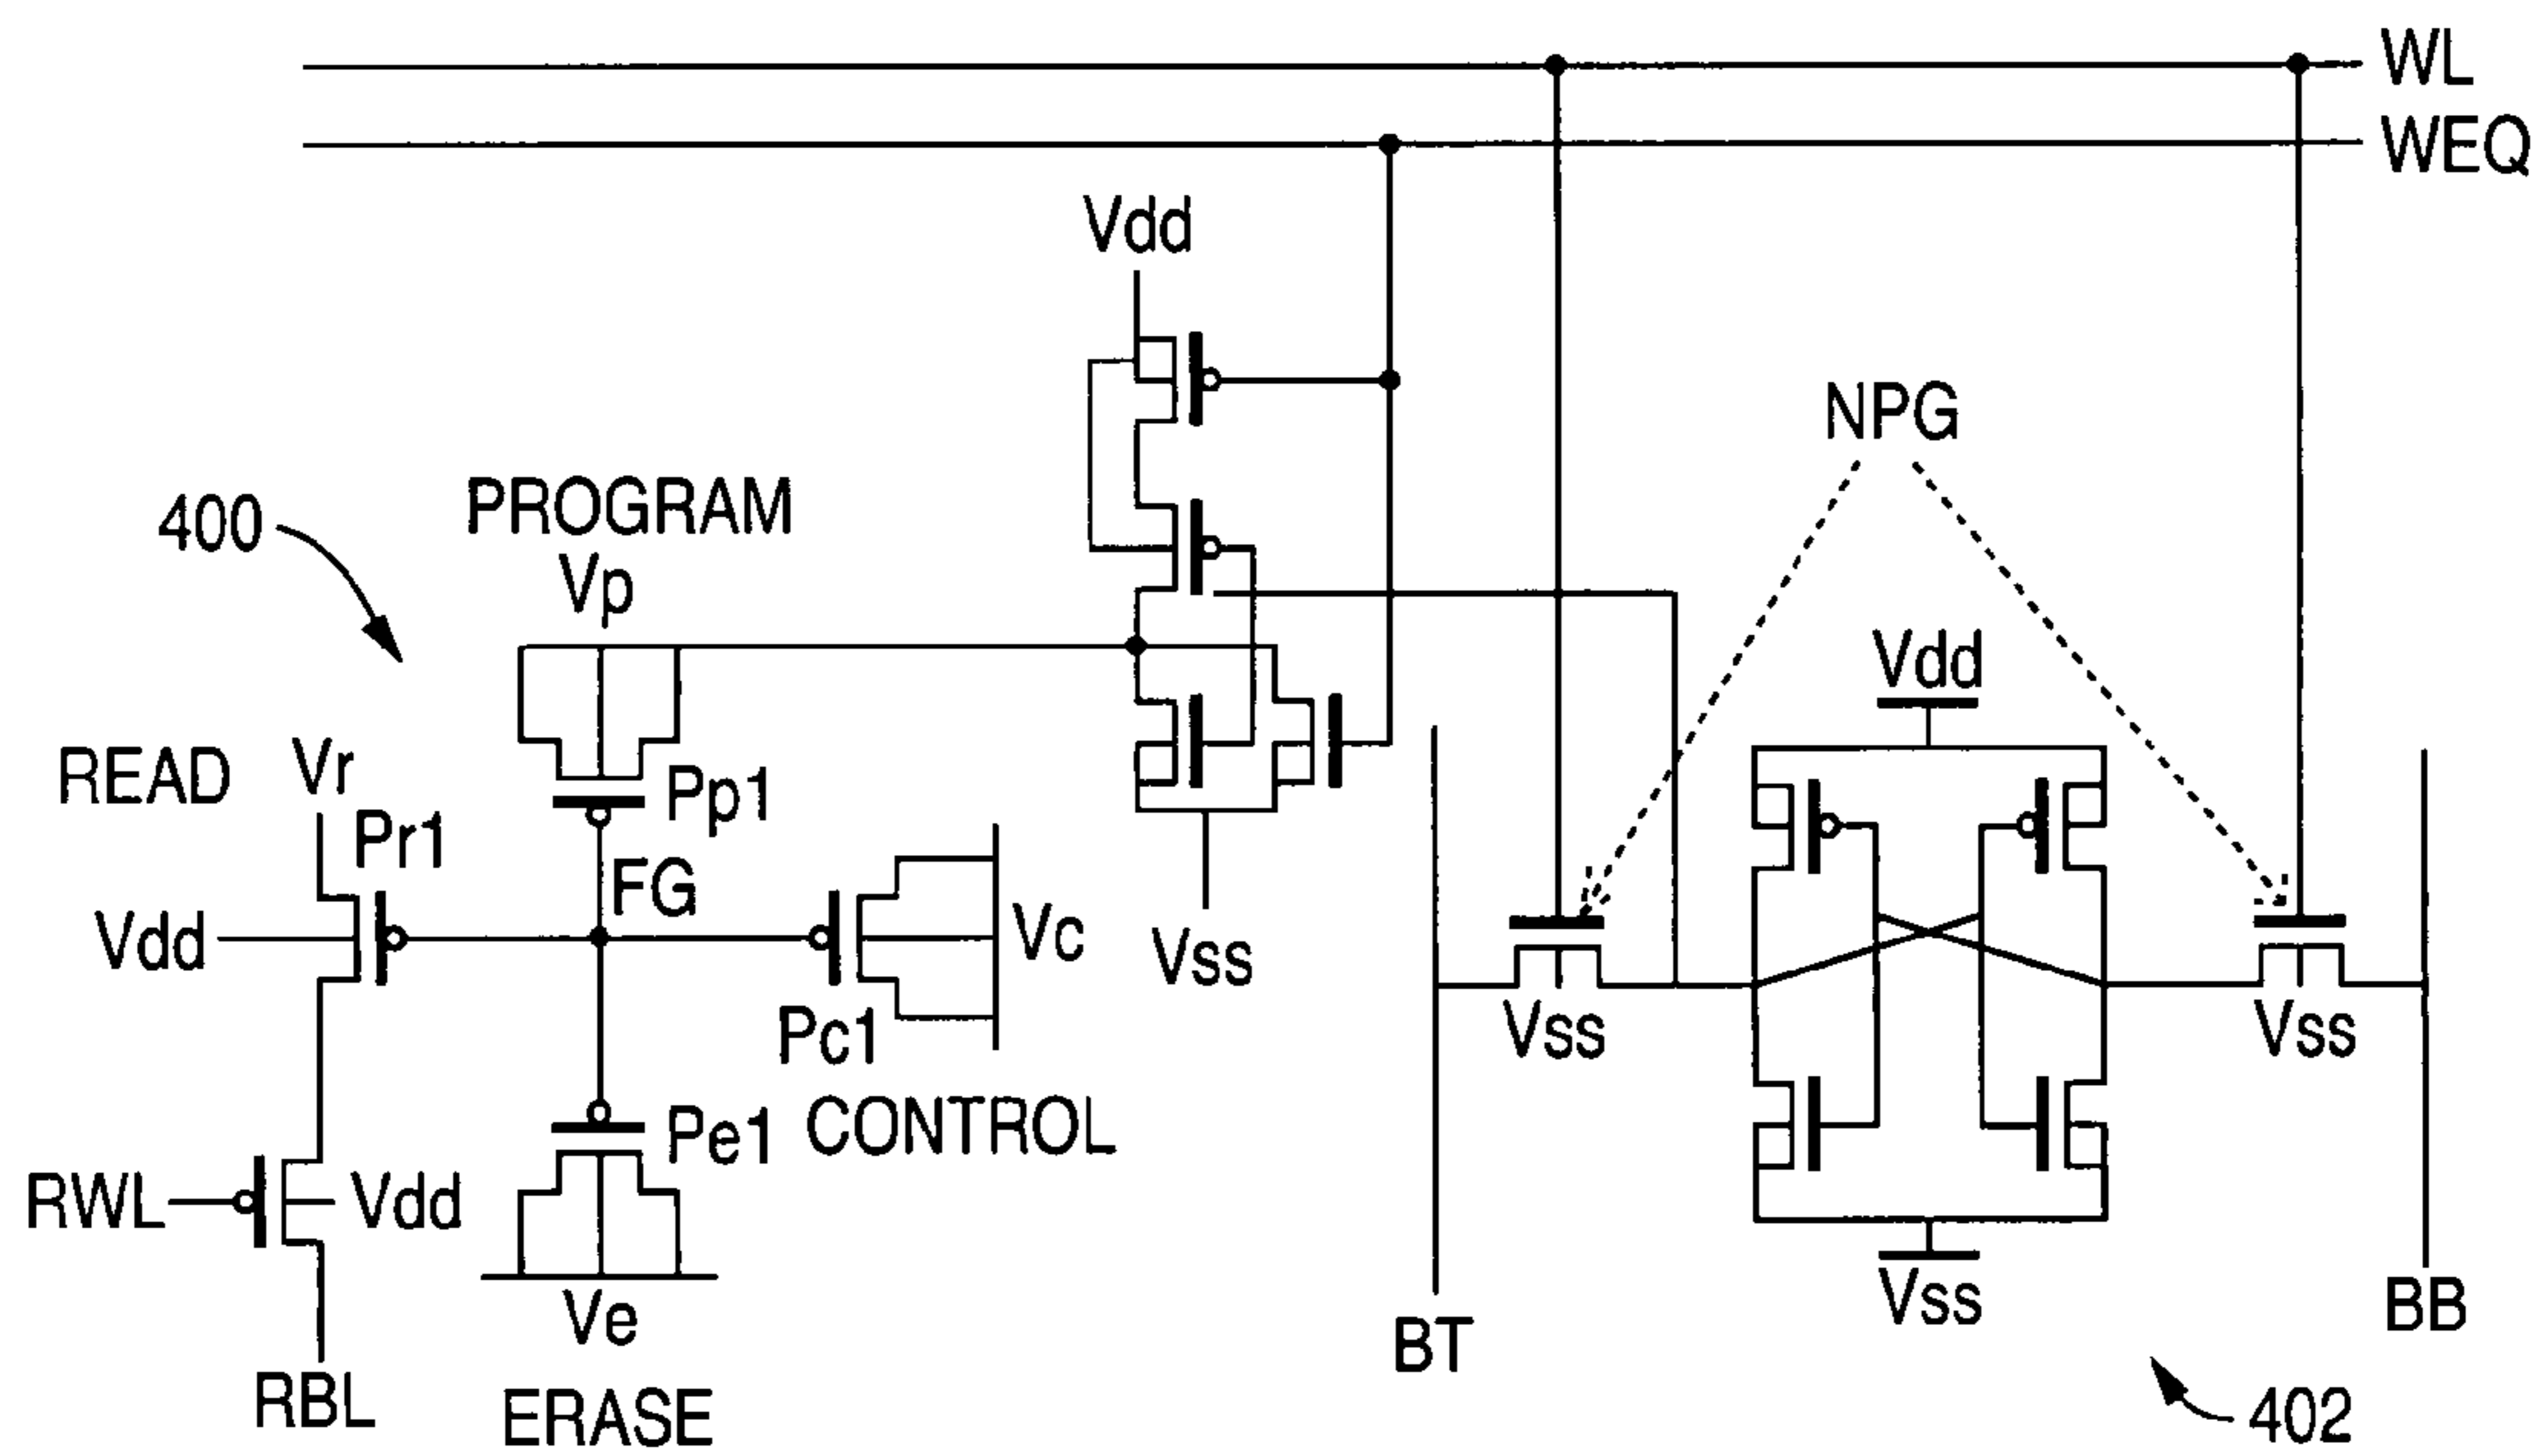 WL
WEQ
Vdd
NPG
400
PROGRAM
Vp
Vdd
READ
Vr
Pp1
Pr1
FG
Vdd
Vc
Vss
Vss
Vss
Pc1
CONTROL
Pe1
RWL
Vdd
Vss
BB
Ve
BT
RBL
ERASE
402